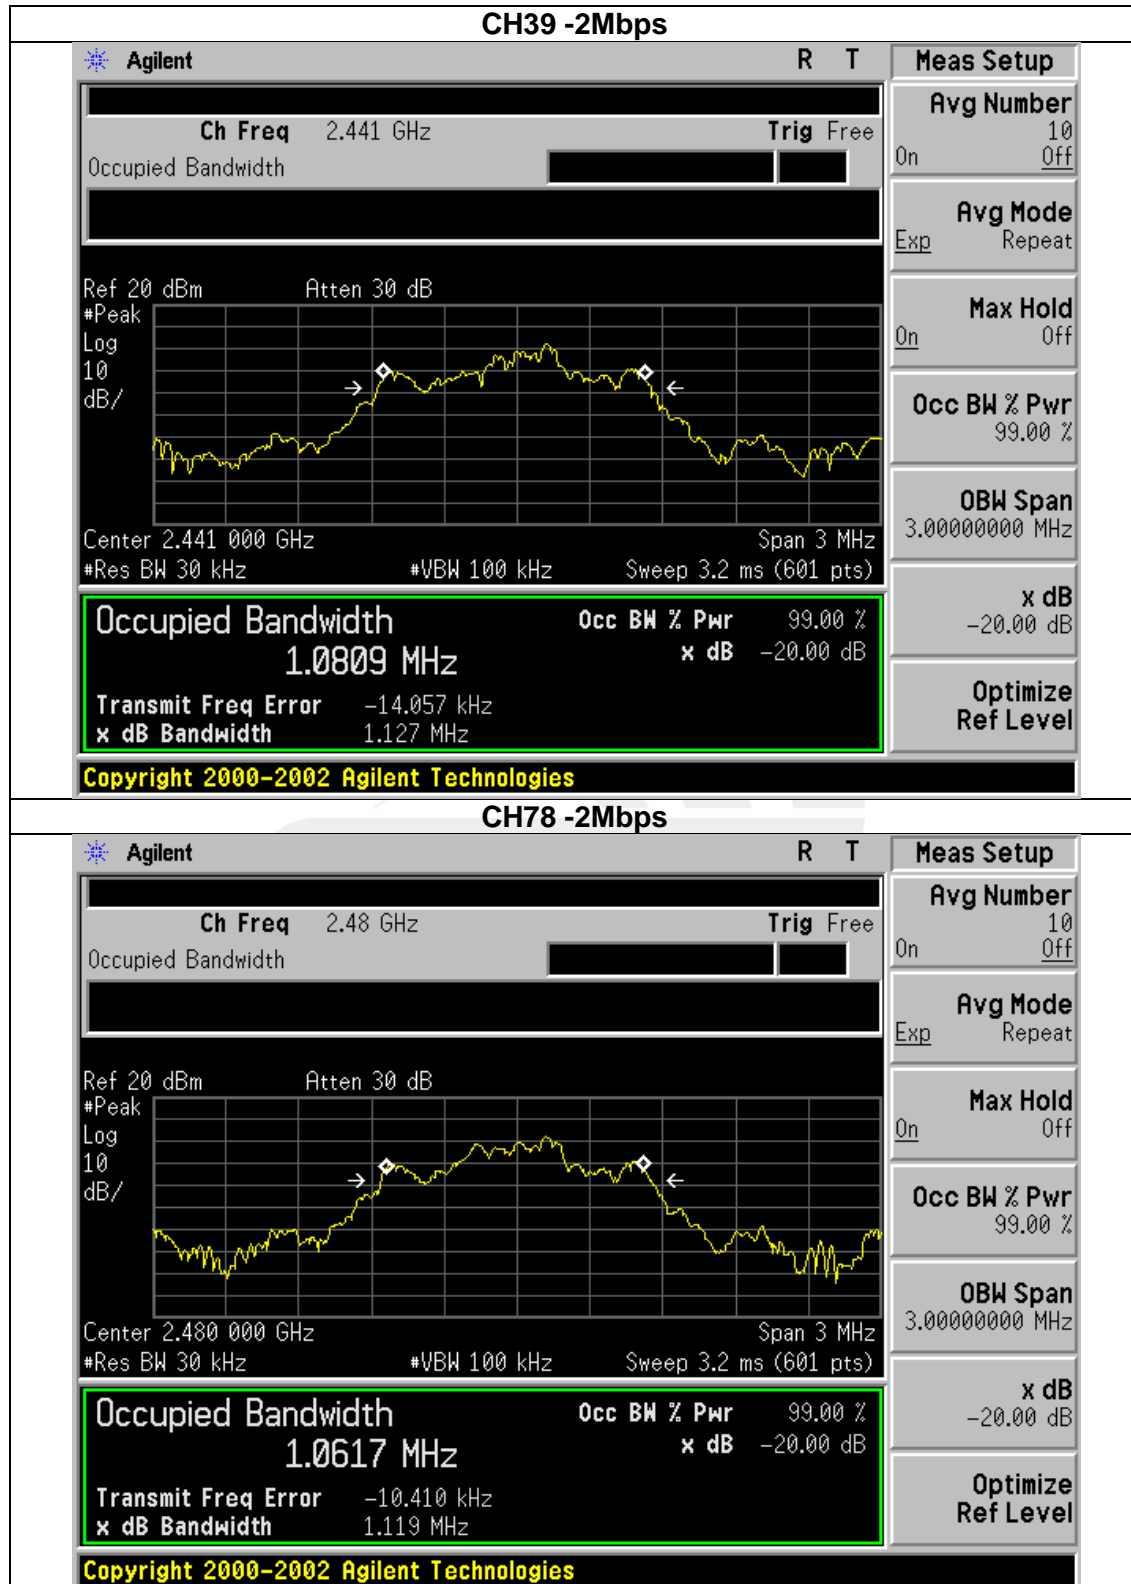 CH39 -2Mbps
Agilent R T Meas Setup
Avg Number
10
On Off
Ch Freq 2.441 GHz Trig Free
Occupied Bandwidth
Avg Mode
Exp Repeat
Ref 20 dBm Atten 30 dB
#Peak
Log
10
dB/
Max Hold
On Off
Occ BW % Pwr
99.00 %
OBW Span
3.00000000 MHz
Center 2.441 000 GHz Span 3 MHz
#Res BW 30 kHz #VBW 100 kHz Sweep 3.2 ms (601 pts)
x dB
-20.00 dB
Occupied Bandwidth Occ BW % Pwr 99.00 %
1.0809 MHz x dB -20.00 dB
Transmit Freq Error -14.057 kHz
x dB Bandwidth 1.127 MHz
Optimize
Ref Level
Copyright 2000-2002 Agilent Technologies
CH78 -2Mbps
Agilent R T Meas Setup
Avg Number
10
On Off
Ch Freq 2.48 GHz Trig Free
Occupied Bandwidth
Avg Mode
Exp Repeat
Ref 20 dBm Atten 30 dB
#Peak
Log
10
dB/
Max Hold
On Off
Occ BW % Pwr
99.00 %
OBW Span
3.00000000 MHz
Center 2.480 000 GHz Span 3 MHz
#Res BW 30 kHz #VBW 100 kHz Sweep 3.2 ms (601 pts)
x dB
-20.00 dB
Occupied Bandwidth Occ BW % Pwr 99.00 %
1.0617 MHz x dB -20.00 dB
Transmit Freq Error -10.410 kHz
x dB Bandwidth 1.119 MHz
Optimize
Ref Level
Copyright 2000-2002 Agilent Technologies